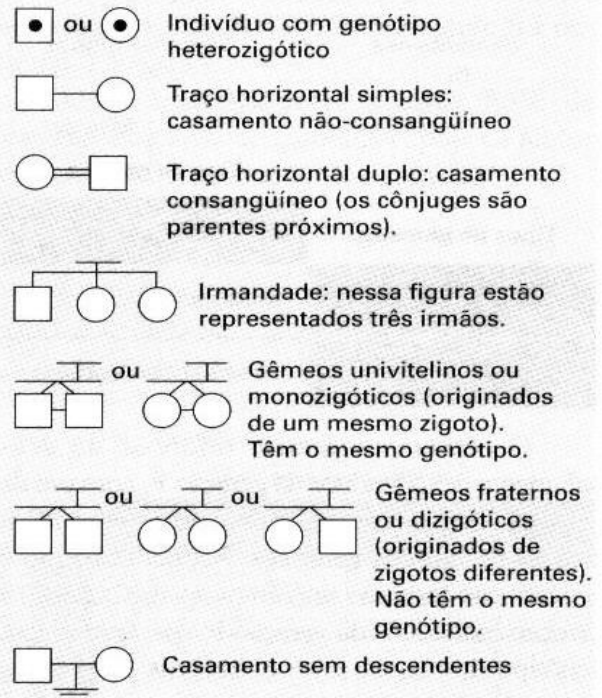 ou Indivíduo com genótipo
heterozigótico
Traço horizontal simples:
casamento não-consangüíneo
Traço horizontal duplo: casamento
consangüíneo (os cônjuges são
parentes próximos).
Irmandade: nessa figura estão
representados três irmãos.
ou Gêmeos univitelinos ou
monozigóticos (originados
de um mesmo zigoto).
Têm o mesmo genótipo.
ou ou Gêmeos fraternos
ou dizigóticos
(originados de
zigotos diferentes).
Não têm o mesmo
genótipo.
Casamento sem descendentes